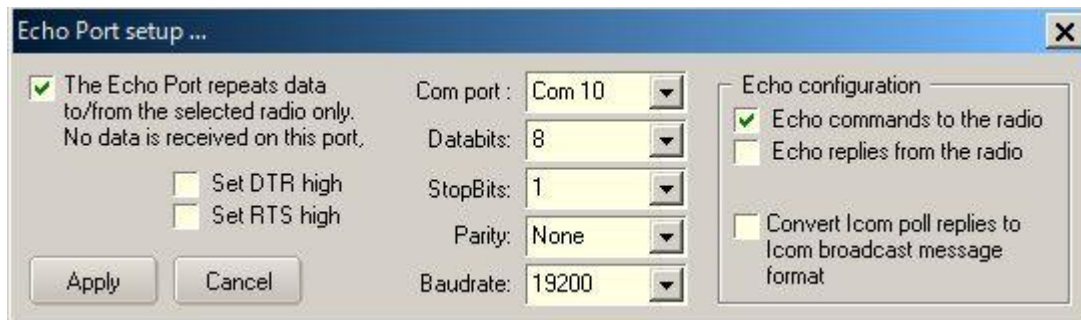 Echo Port setup ...
The Echo Port repeats data
to/from the selected radio only.
No data is received on this port,
Set DTR high
Set RTS high
Apply
Cancel
Com port :
Com 10
Databits:
8
StopBits:
1
Parity:
None
Baudrate:
19200
Echo configuration
Echo commands to the radio
Echo replies from the radio
Convert Icom poll replies to
Icom broadcast message
format